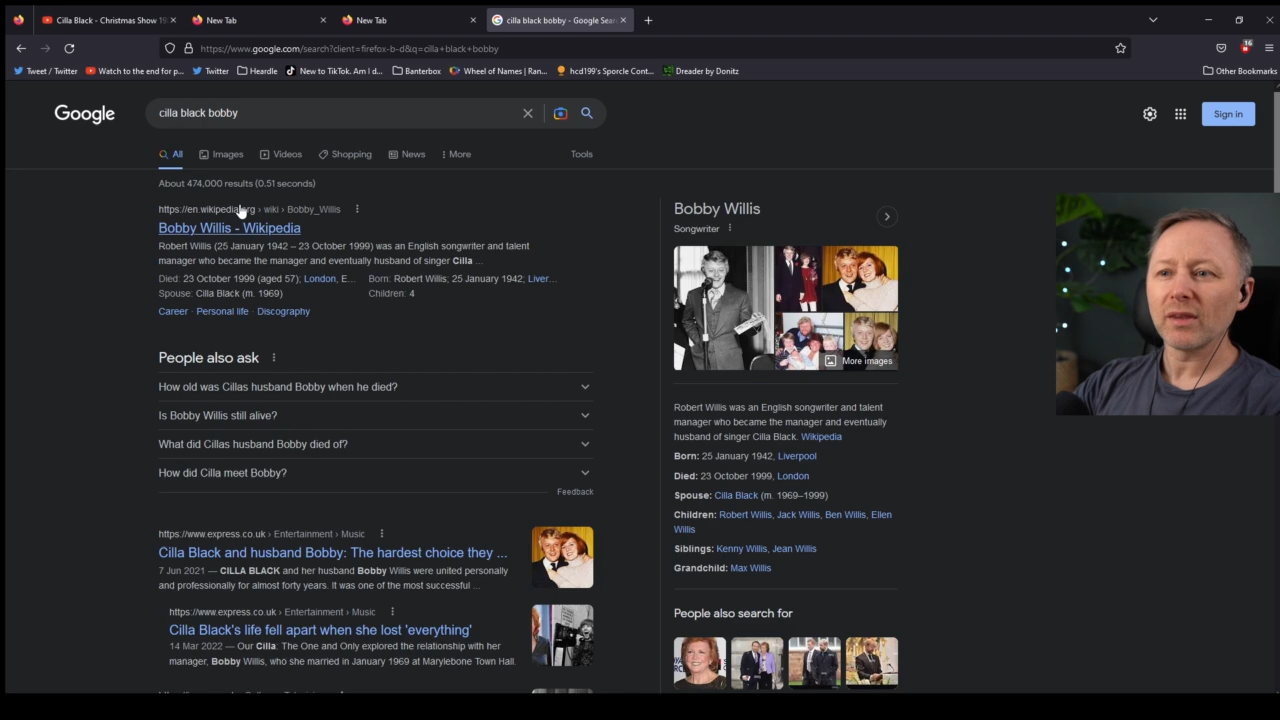 Cilla Black - Christmas Show 19
New Tab
New Tab
cilla black bobby - Google Sear
https://www.google.com/search?client=firefox-b-d&q=cilla+black+bobby
16
Tweet / Twitter
Watch to the end for p...
Twitter
Heardle
New to TikTok. Am I d...
Banterbox
Wheel of Names | Ran...
hcd199's Sporcle Cont...
Dreader by Donitz
Other Bookmarks
Google
cilla black bobby
Sign in
All
Images
Videos
Shopping
News
More
Tools
About 474,000 results (0.51 seconds)
https://en.wikipedia.org › wiki › Bobby_Willis
Bobby Willis - Wikipedia
Robert Willis (25 January 1942 – 23 October 1999) was an English songwriter and talent
manager who became the manager and eventually husband of singer Cilla ...
Died: 23 October 1999 (aged 57); London, E...
Born: Robert Willis; 25 January 1942; Liver...
Spouse: Cilla Black (m. 1969)
Children: 4
Career · Personal life · Discography
People also ask
How old was Cillas husband Bobby when he died?
Is Bobby Willis still alive?
What did Cillas husband Bobby died of?
How did Cilla meet Bobby?
Feedback
https://www.express.co.uk › Entertainment › Music
Cilla Black and husband Bobby: The hardest choice they ...
7 Jun 2021 — CILLA BLACK and her husband Bobby Willis were united personally
and professionally for almost forty years. It was one of the most successful ...
https://www.express.co.uk › Entertainment › Music
Cilla Black's life fell apart when she lost 'everything'
14 Mar 2022 — Our Cilla: The One and Only explored the relationship with her
manager, Bobby Willis, who she married in January 1969 at Marylebone Town Hall.
Bobby Willis
Songwriter
More images
Robert Willis was an English songwriter and talent
manager who became the manager and eventually
husband of singer Cilla Black. Wikipedia
Born: 25 January 1942, Liverpool
Died: 23 October 1999, London
Spouse: Cilla Black (m. 1969–1999)
Children: Robert Willis, Jack Willis, Ben Willis, Ellen
Willis
Siblings: Kenny Willis, Jean Willis
Grandchild: Max Willis
People also search for